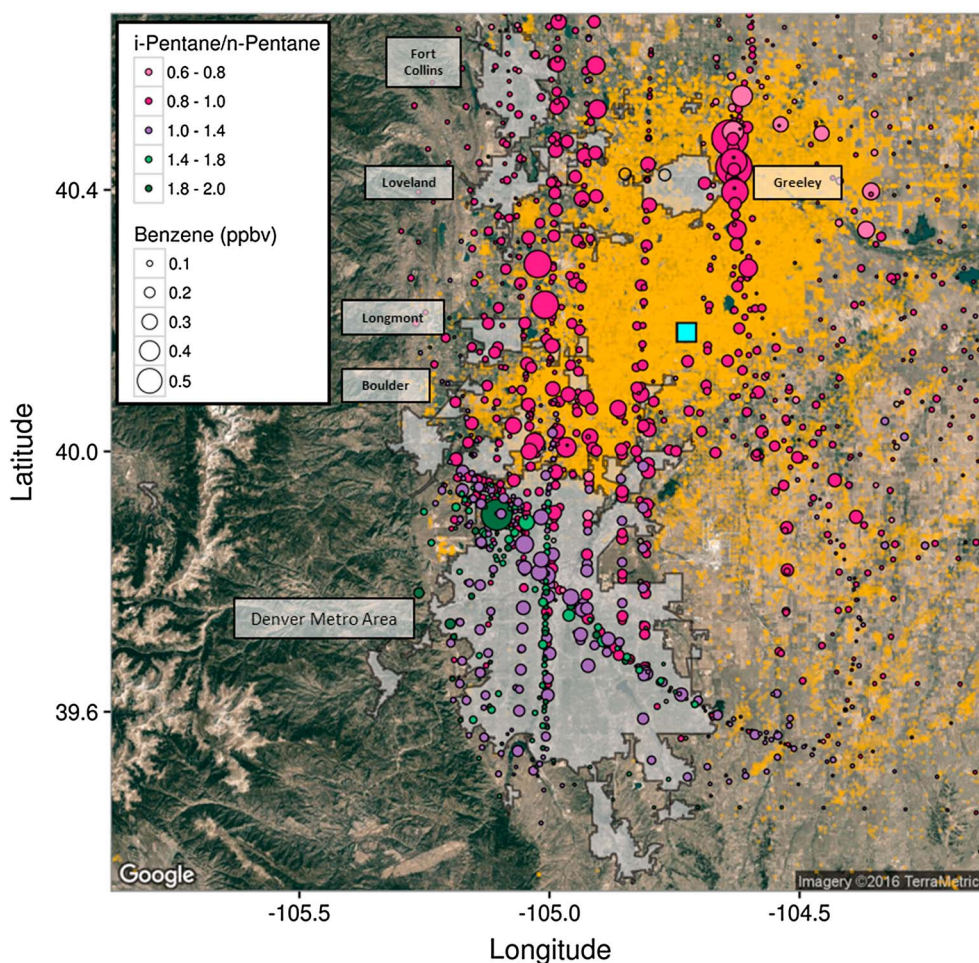 i-Pentane/n-Pentane
0.6 - 0.8
0.8 - 1.0
1.0 - 1.4
1.4 - 1.8
1.8 - 2.0
Benzene (ppbv)
0.1
0.2
0.3
0.4
0.5
Fort
Collins
Loveland
Greeley
Longmont
Boulder
Denver Metro Area
Latitude
40.4
40.0
39.6
Google
Imagery ©2016 TerraMetric
-105.5
-105.0
-104.5
Longitude